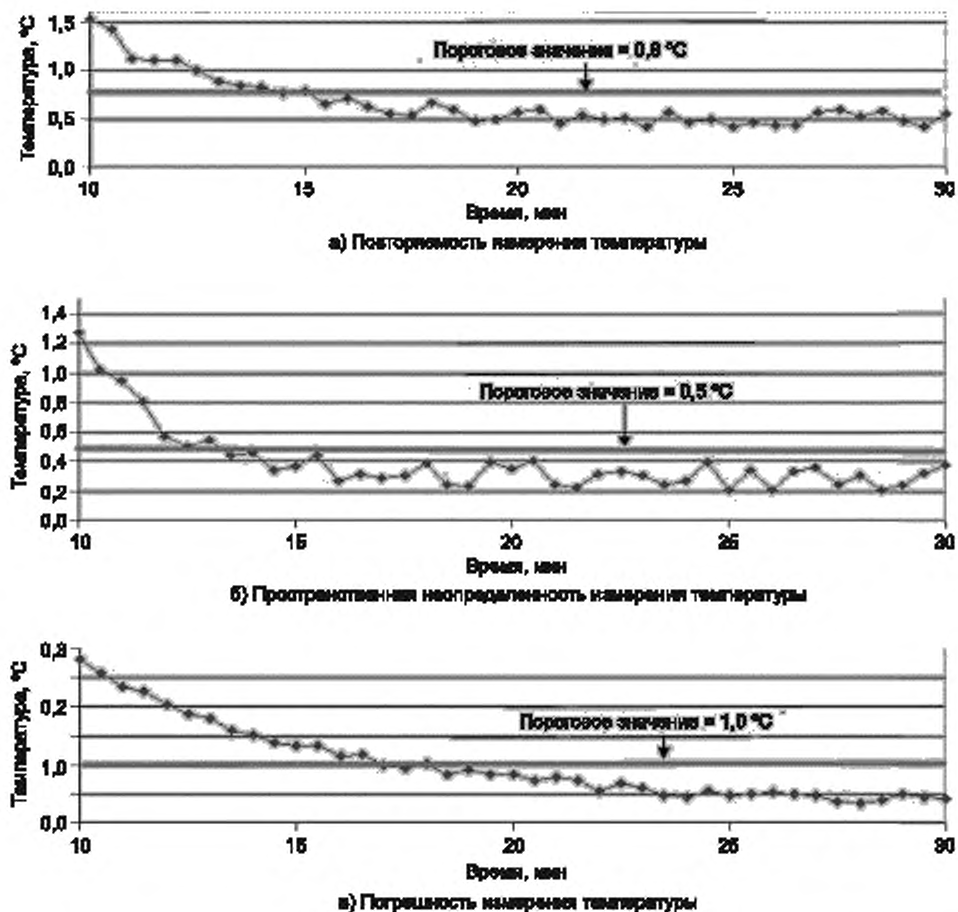 Температура, °С
1,5
1,0
0,5
0,0
Пороговое значение = 0,8 °С
10 15 20 25 30
Время, мин
а) Повторяемость измерения температуры
Температура, °С
1,4
1,2
1,0
0,8
0,6
0,4
0,2
0,0
Пороговое значение = 0,5 °С
10 15 20 25 30
Время, мин
б) Пространственная неопределенность измерения температуры
Температура, °С
0,3
0,2
1,0
0,0
Пороговое значение = 1,0 °С
10 15 20 25 30
Время, мин
в) Погрешность измерения температуры